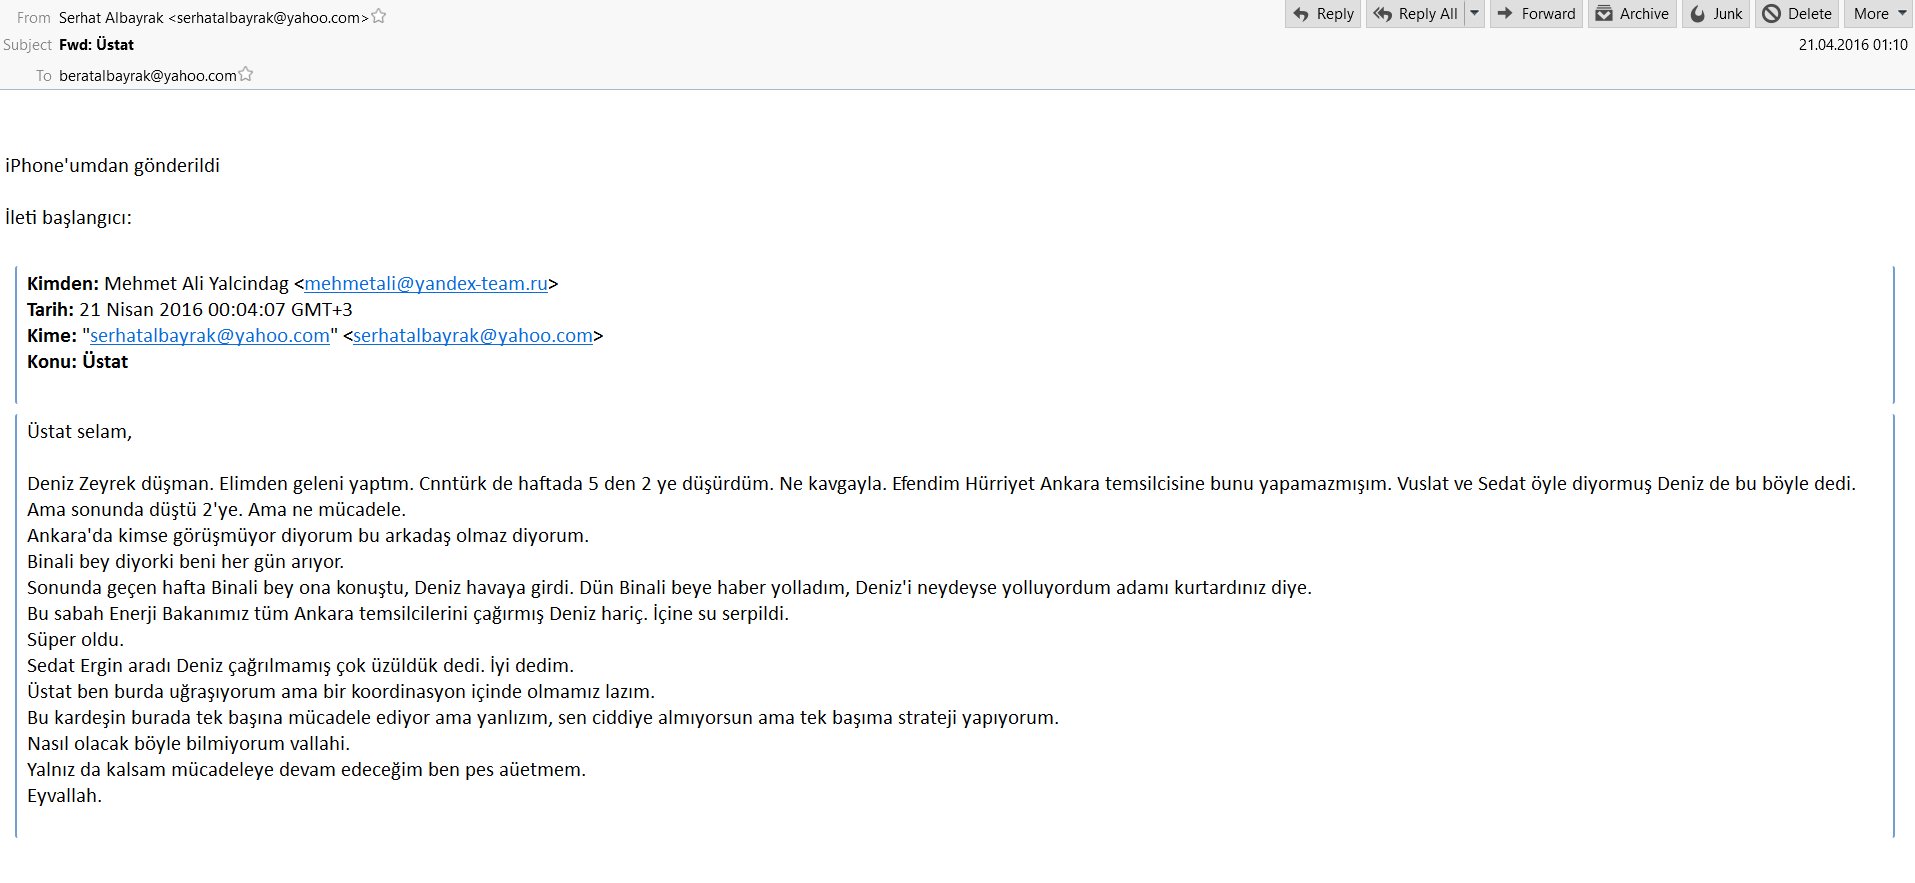 From Serhat Albayrak <serhatalbayrak@yahoo.com>
Reply Reply All Forward Archive Junk Delete More
Subject Fwd: Üstat
21.04.2016 01:10
To beratalbayrak@yahoo.com
iPhone'umdan gönderildi
İleti başlangıcı:
Kimden: Mehmet Ali Yalcindag <mehmetali@yandex-team.ru>
Tarih: 21 Nisan 2016 00:04:07 GMT+3
Kime: "serhatalbayrak@yahoo.com" <serhatalbayrak@yahoo.com>
Konu: Üstat
Üstat selam,
Deniz Zeyrek düşman. Elimden geleni yaptım. Cnntürk de haftada 5 den 2 ye düşürdüm. Ne kavgayla. Efendim Hürriyet Ankara temsilcisine bunu yapamazmışım. Vuslat ve Sedat öyle diyormuş Deniz de bu böyle dedi.
Ama sonunda düştü 2'ye. Ama ne mücadele.
Ankara'da kimse görüşmüyor diyorum bu arkadaş olmaz diyorum.
Binali bey diyorki beni her gün arıyor.
Sonunda geçen hafta Binali bey ona konuştu, Deniz havaya girdi. Dün Binali beye haber yolladım, Deniz'i neydeyse yolluyordum adamı kurtardınız diye.
Bu sabah Enerji Bakanımız tüm Ankara temsilcilerini çağırmış Deniz hariç. İçine su serpildi.
Süper oldu.
Sedat Ergin aradı Deniz çağrılmamış çok üzüldük dedi. İyi dedim.
Üstat ben burda uğraşıyorum ama bir koordinasyon içinde olmamız lazım.
Bu kardeşin burada tek başına mücadele ediyor ama yanlızım, sen ciddiye almıyorsun ama tek başıma strateji yapıyorum.
Nasıl olacak böyle bilmiyorum vallahi.
Yalnız da kalsam mücadeleye devam edeceğim ben pes aüetmem.
Eyvallah.